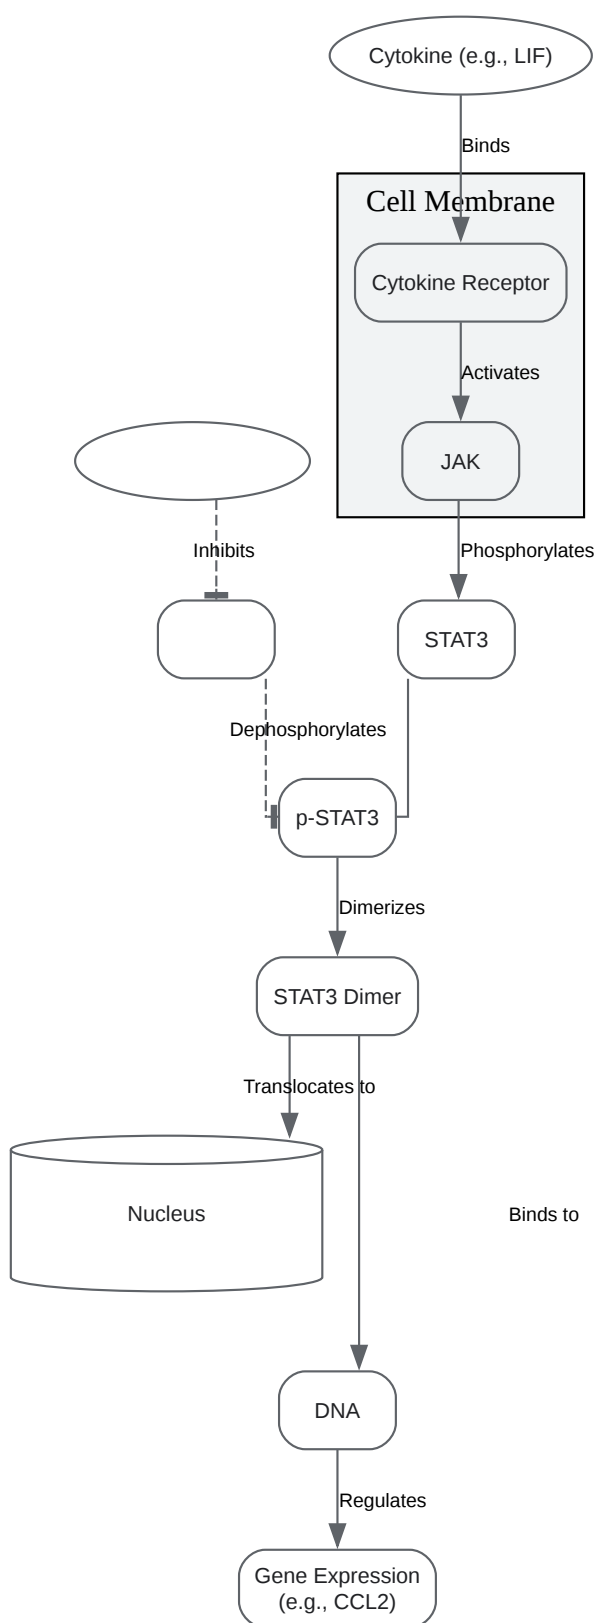 Cytokine (e.g., LIF)
Binds
Cell Membrane
Cytokine Receptor
Activates
JAK
Inhibits
Phosphorylates
STAT3
Dephosphorylates
p-STAT3
Dimerizes
STAT3 Dimer
Translocates to
Nucleus
Binds to
DNA
Regulates
Gene Expression
(e.g., CCL2)